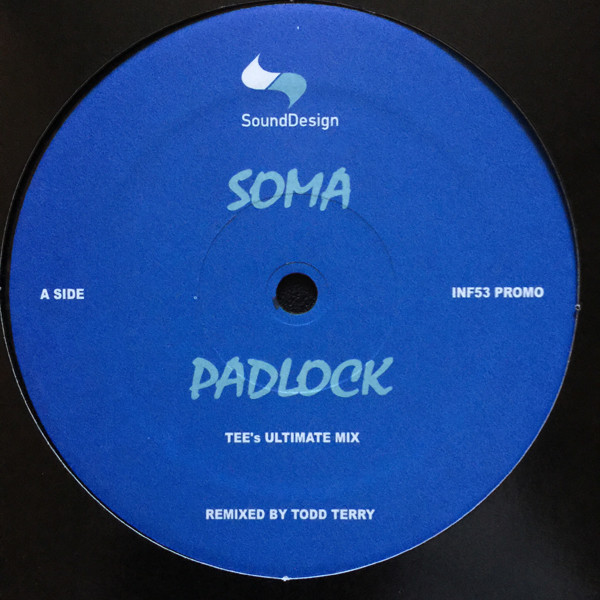 SoundDesign
SOMA
A SIDE
INF53 PROMO
PADLOCK
TEE's ULTIMATE MIX
REMIXED BY TODD TERRY